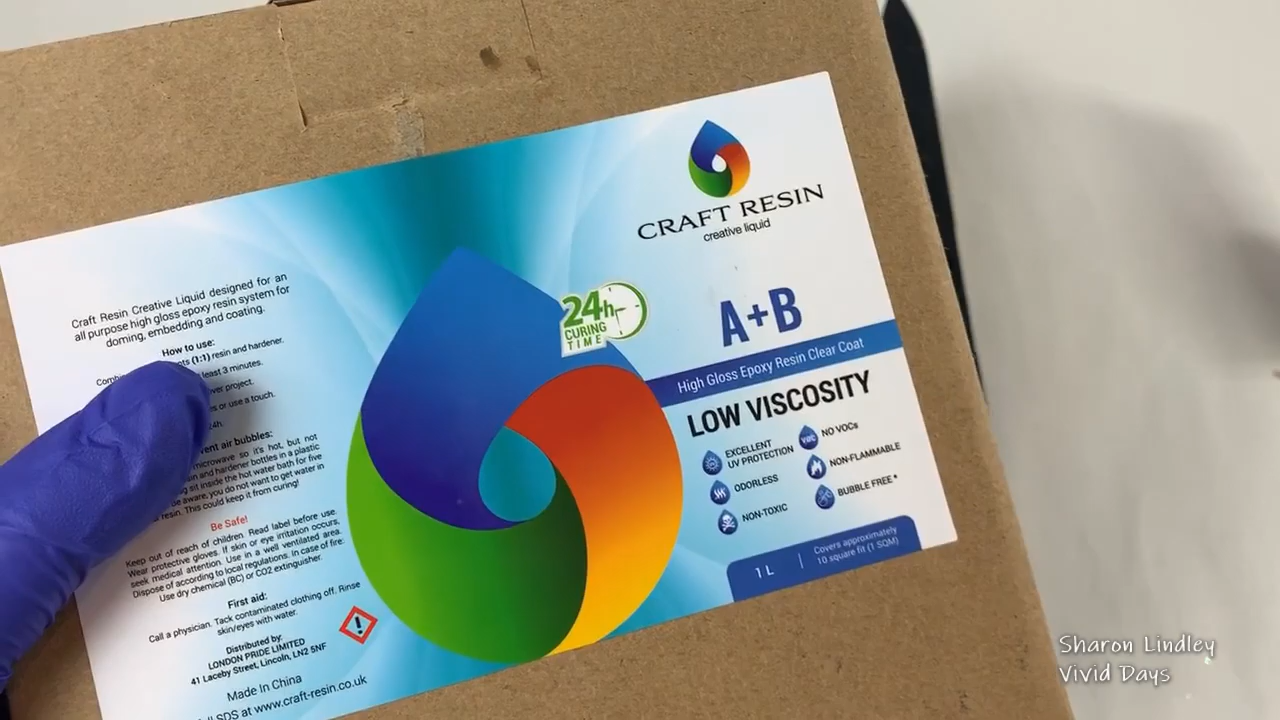 Craft Resin Creative Liquid designed for an
all purpose high gloss epoxy resin system for
doming, embedding and coating.
How to use:
(1:1) resin and hardener.
least 3 minutes.
over project.
or use a touch.
24h.
air bubbles:
microwave so it's hot, but not
and hardener bottles in a plastic
sit inside the hot water bath for five
be aware, you do not want to get water in
resin. This could keep it from curing!
Be Safe!
Keep out of reach of children. Read label before use.
Wear protective gloves. If skin or eye irritation occurs,
seek medical attention. Use in a well ventilated area.
Dispose of according to local regulations. In case of fire:
Use dry chemical (BC) or CO2 extinguisher.
First aid:
Call a physician. Tack contaminated clothing off. Rinse
skin/eyes with water.
Distributed by:
LONDON PRIDE LIMITED
41 Laceby Street, Lincoln, LN2 5NF
Made In China
SDS at www.craft-resin.co.uk
24h
CURING
TIME
CRAFT RESIN
creative liquid
A+B
High Gloss Epoxy Resin Clear Coat
LOW VISCOSITY
EXCELLENT
UV PROTECTION
ODORLESS
NON-TOXIC
VOC
NO VOCs
NON-FLAMMABLE
BUBBLE FREE*
1 L
Covers approximately
10 square fit (1 SQM)
Sharon Lindley
Vivid Days